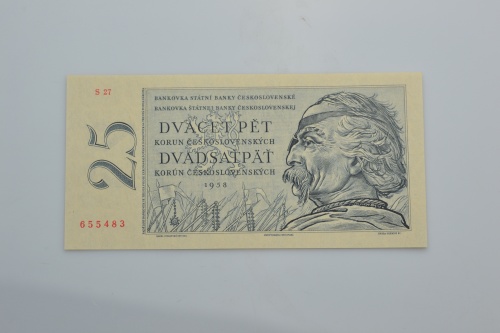 S 27
25
BANKOVKA STÁTNÍ BANKY ČESKOSLOVENSKÉ
BANKOVKA ŠTÁTNEJ BANKY ČESKOSLOVENSKEJ
DVACET PĚT
KORUN ČESKOSLOVENSKÝCH
DVADSAŤPÄŤ
KORÚN ČESKOSLOVENSKÝCH
1958
655483